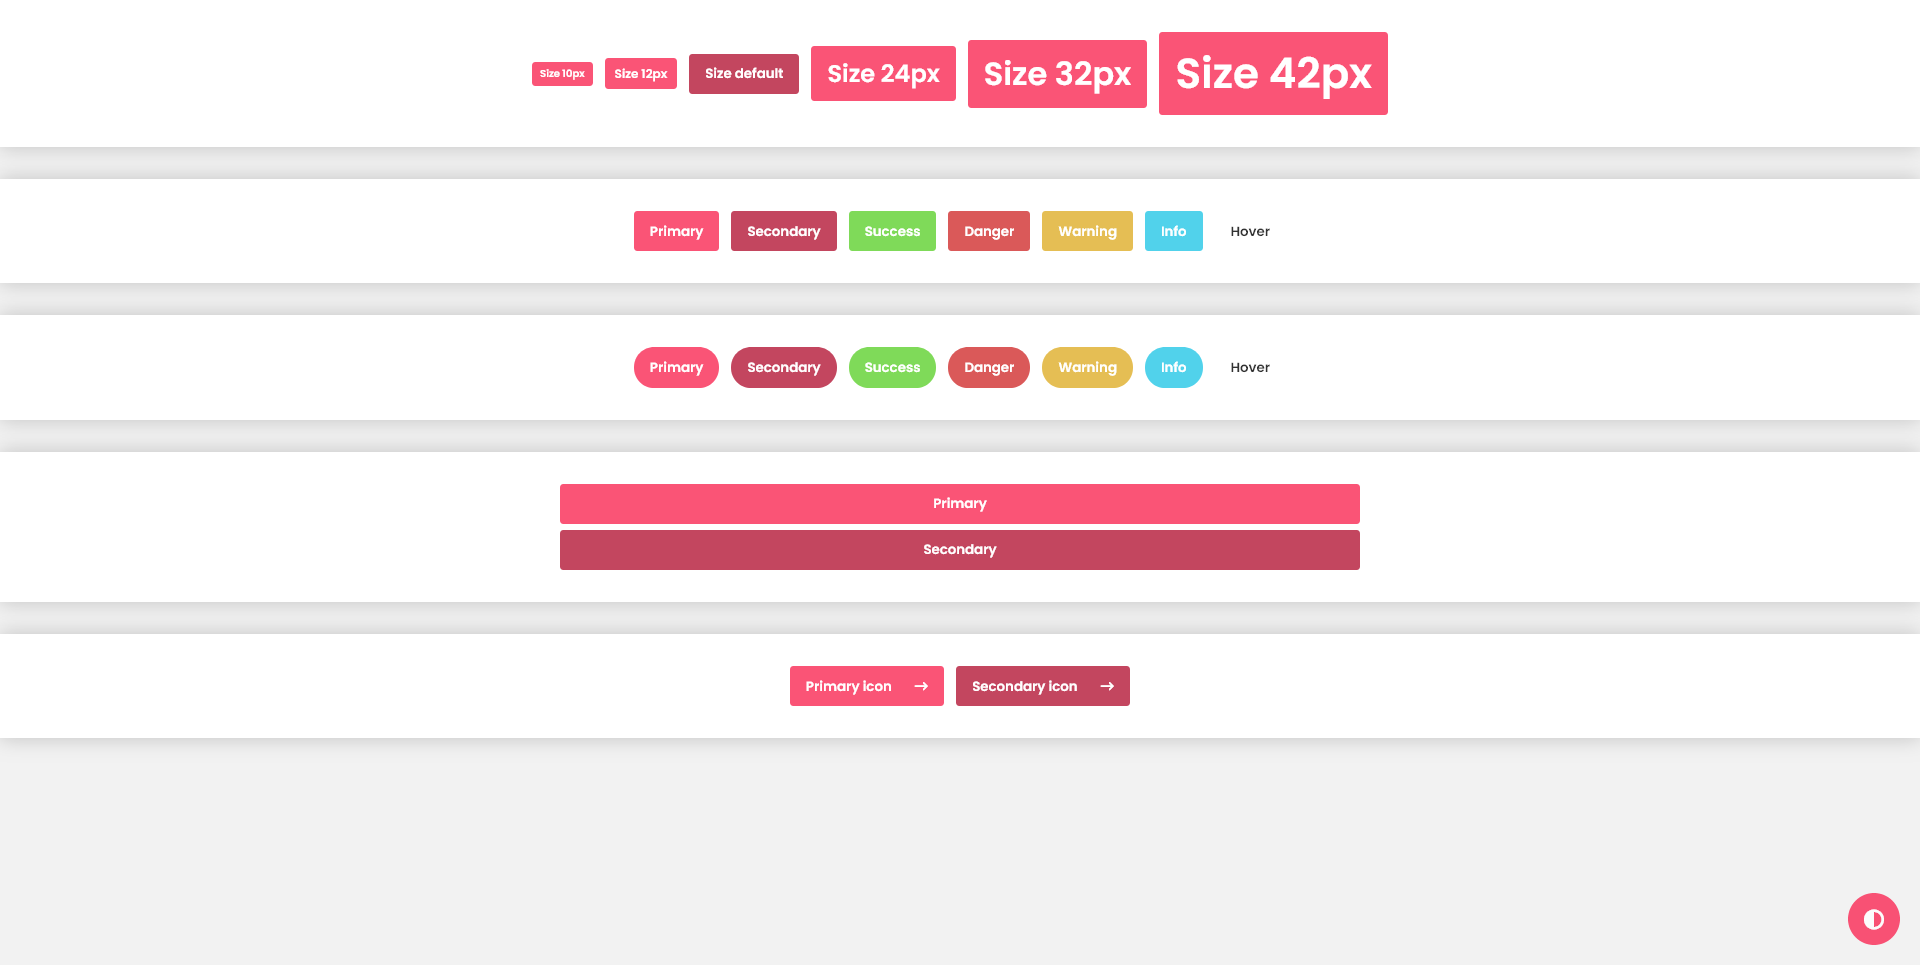 Size 10px Size 12px Size default Size 24px Size 32px Size 42px
Primary Secondary Success Danger Warning Info Hover
Primary Secondary Success Danger Warning Info Hover
Primary
Secondary
Primary icon → Secondary icon →